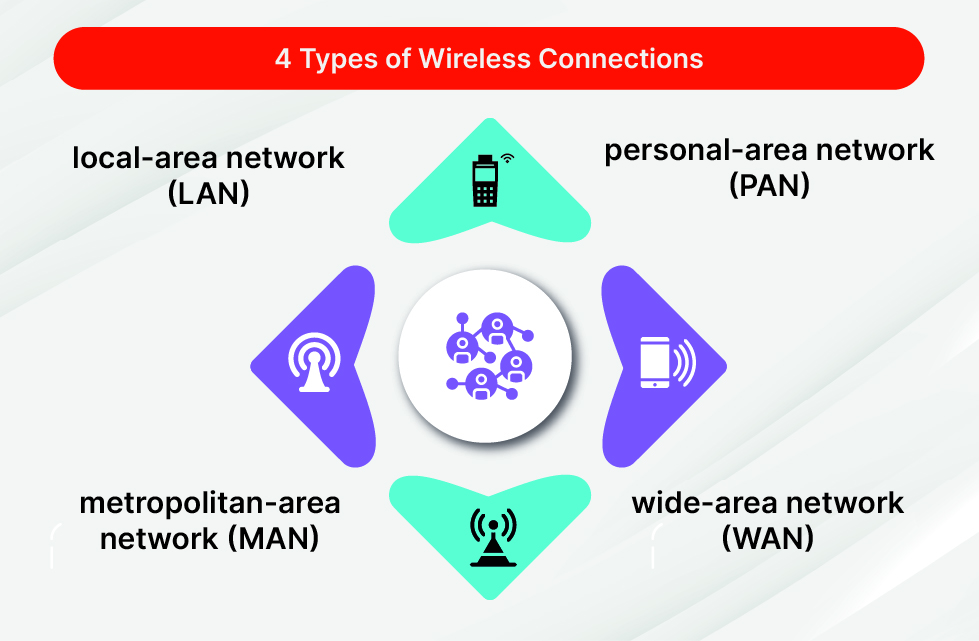 4 Types of Wireless Connections
local-area network
(LAN)
personal-area network
(PAN)
metropolitan-area
network (MAN)
wide-area network
(WAN)